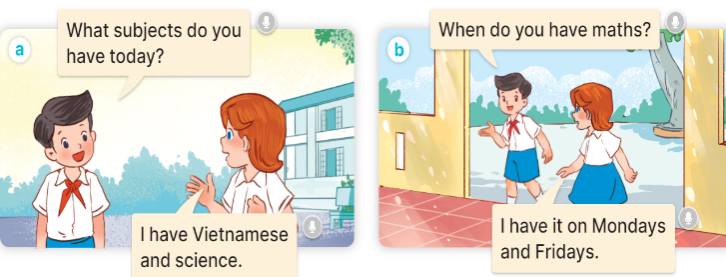 a
What subjects do you
have today?
I have Vietnamese
and science.
b
When do you have maths?
I have it on Mondays
and Fridays.